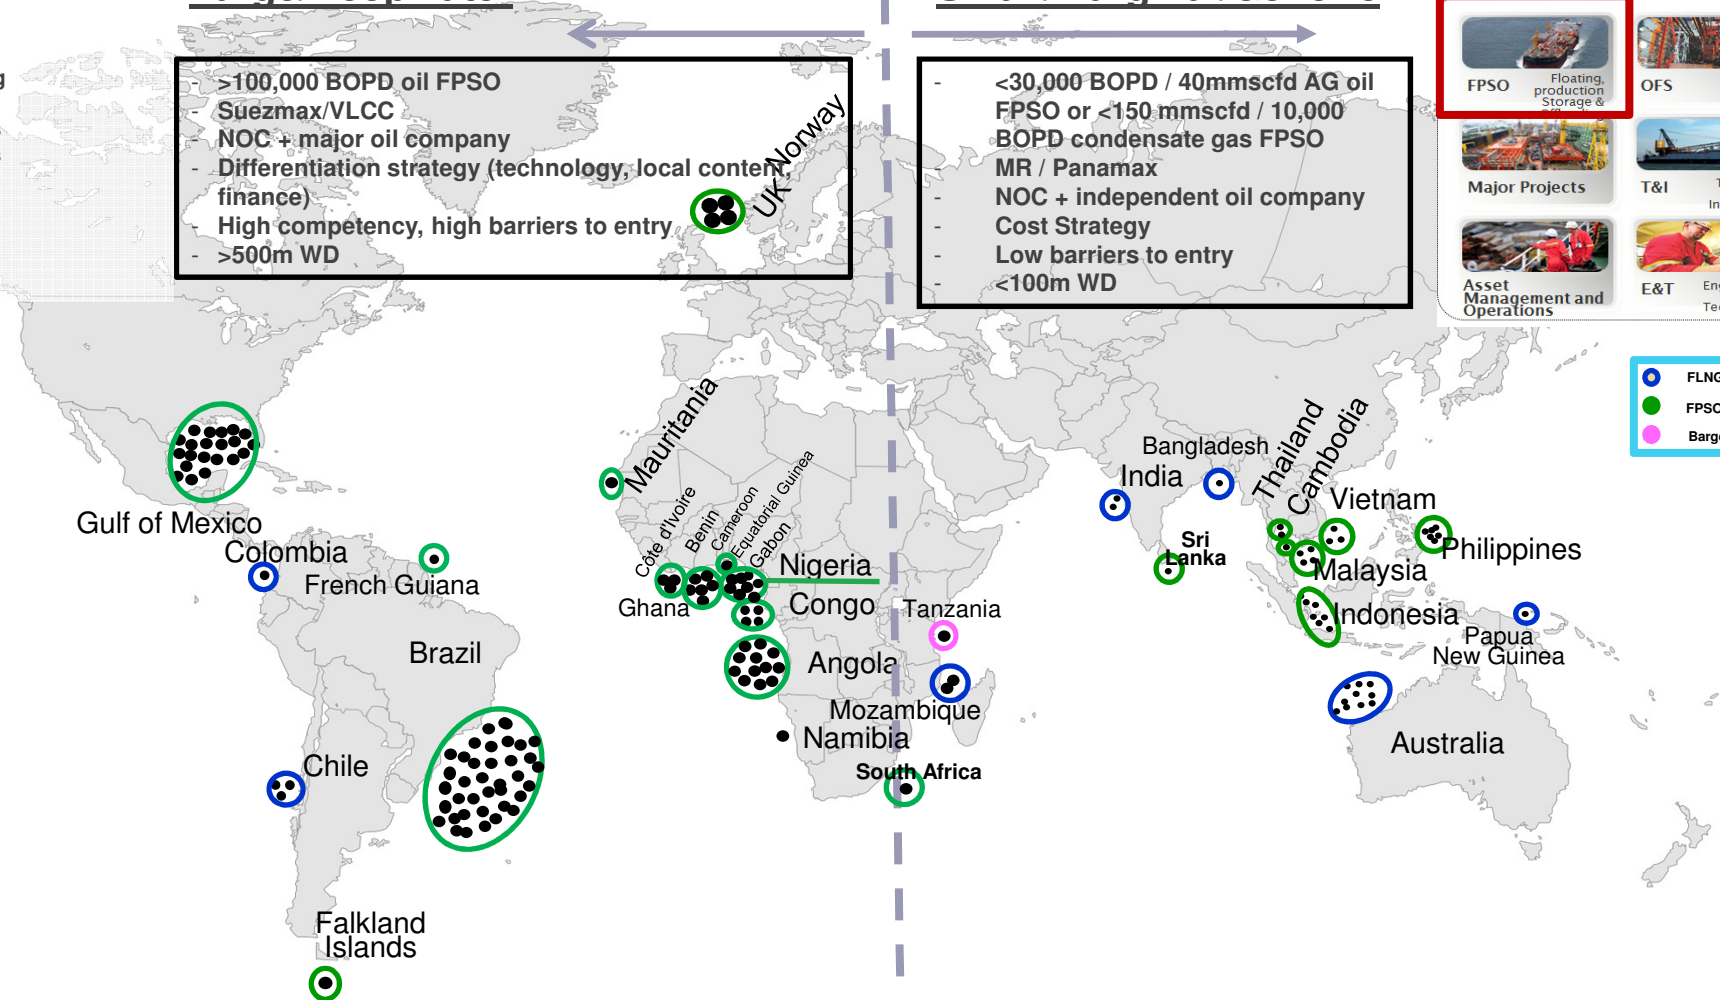 - >100,000 BOPD oil FPSO
- Suezmax/VLCC
- NOC + major oil company
- Differentiation strategy (technology, local content,
finance)
- High competency, high barriers to entry
- >500m WD
- <30,000 BOPD / 40mmscfd AG oil
FPSO or <150 mmscfd / 10,000
BOPD condensate gas FPSO
- MR / Panamax
- NOC + independent oil company
- Cost Strategy
- Low barriers to entry
- <100m WD
FPSO
Floating,
production
Storage &
OFS
Major Projects
T&I
Asset
Management and
Operations
E&T
FLNG
FPSO
UK
Norway
Mauritania
Côte d'Ivoire
Benin
Cameroon
Equatorial Guinea
Gabon
Bangladesh
India
Thailand
Cambodia
Vietnam
Sri
Lanka
Philippines
Malaysia
Indonesia
Papua
New Guinea
Gulf of Mexico
Colombia
French Guiana
Ghana
Nigeria
Congo
Tanzania
Brazil
Angola
Mozambique
Namibia
South Africa
Australia
Chile
Falkland
Islands